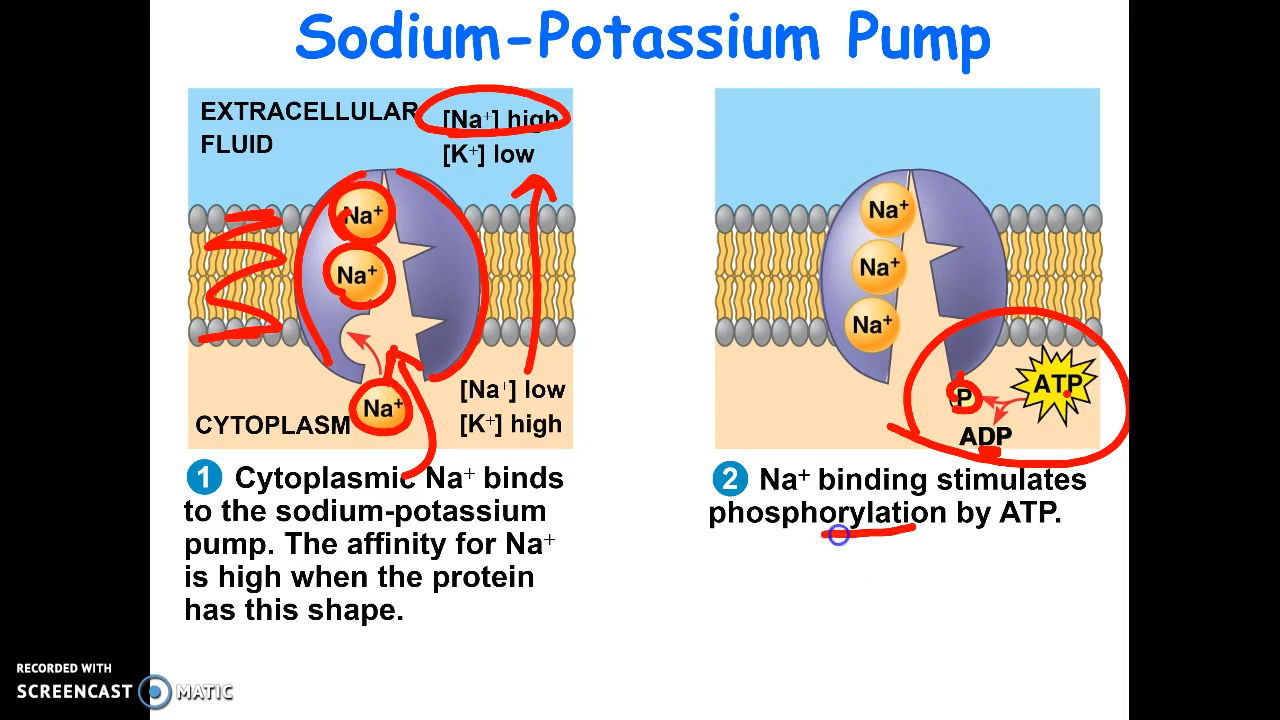 Sodium-Potassium Pump
EXTRACELLULAR
FLUID
[Na+] high
[K+] low
Na+
Na+
Na+
[Na+] low
[K+] high
CYTOPLASM
1 Cytoplasmic Na+ binds
to the sodium-potassium
pump. The affinity for Na+
is high when the protein
has this shape.
Na+
Na+
Na+
P
ATP
ADP
2 Na+ binding stimulates
phosphorylation by ATP.
RECORDED WITH
SCREENCAST MATIC